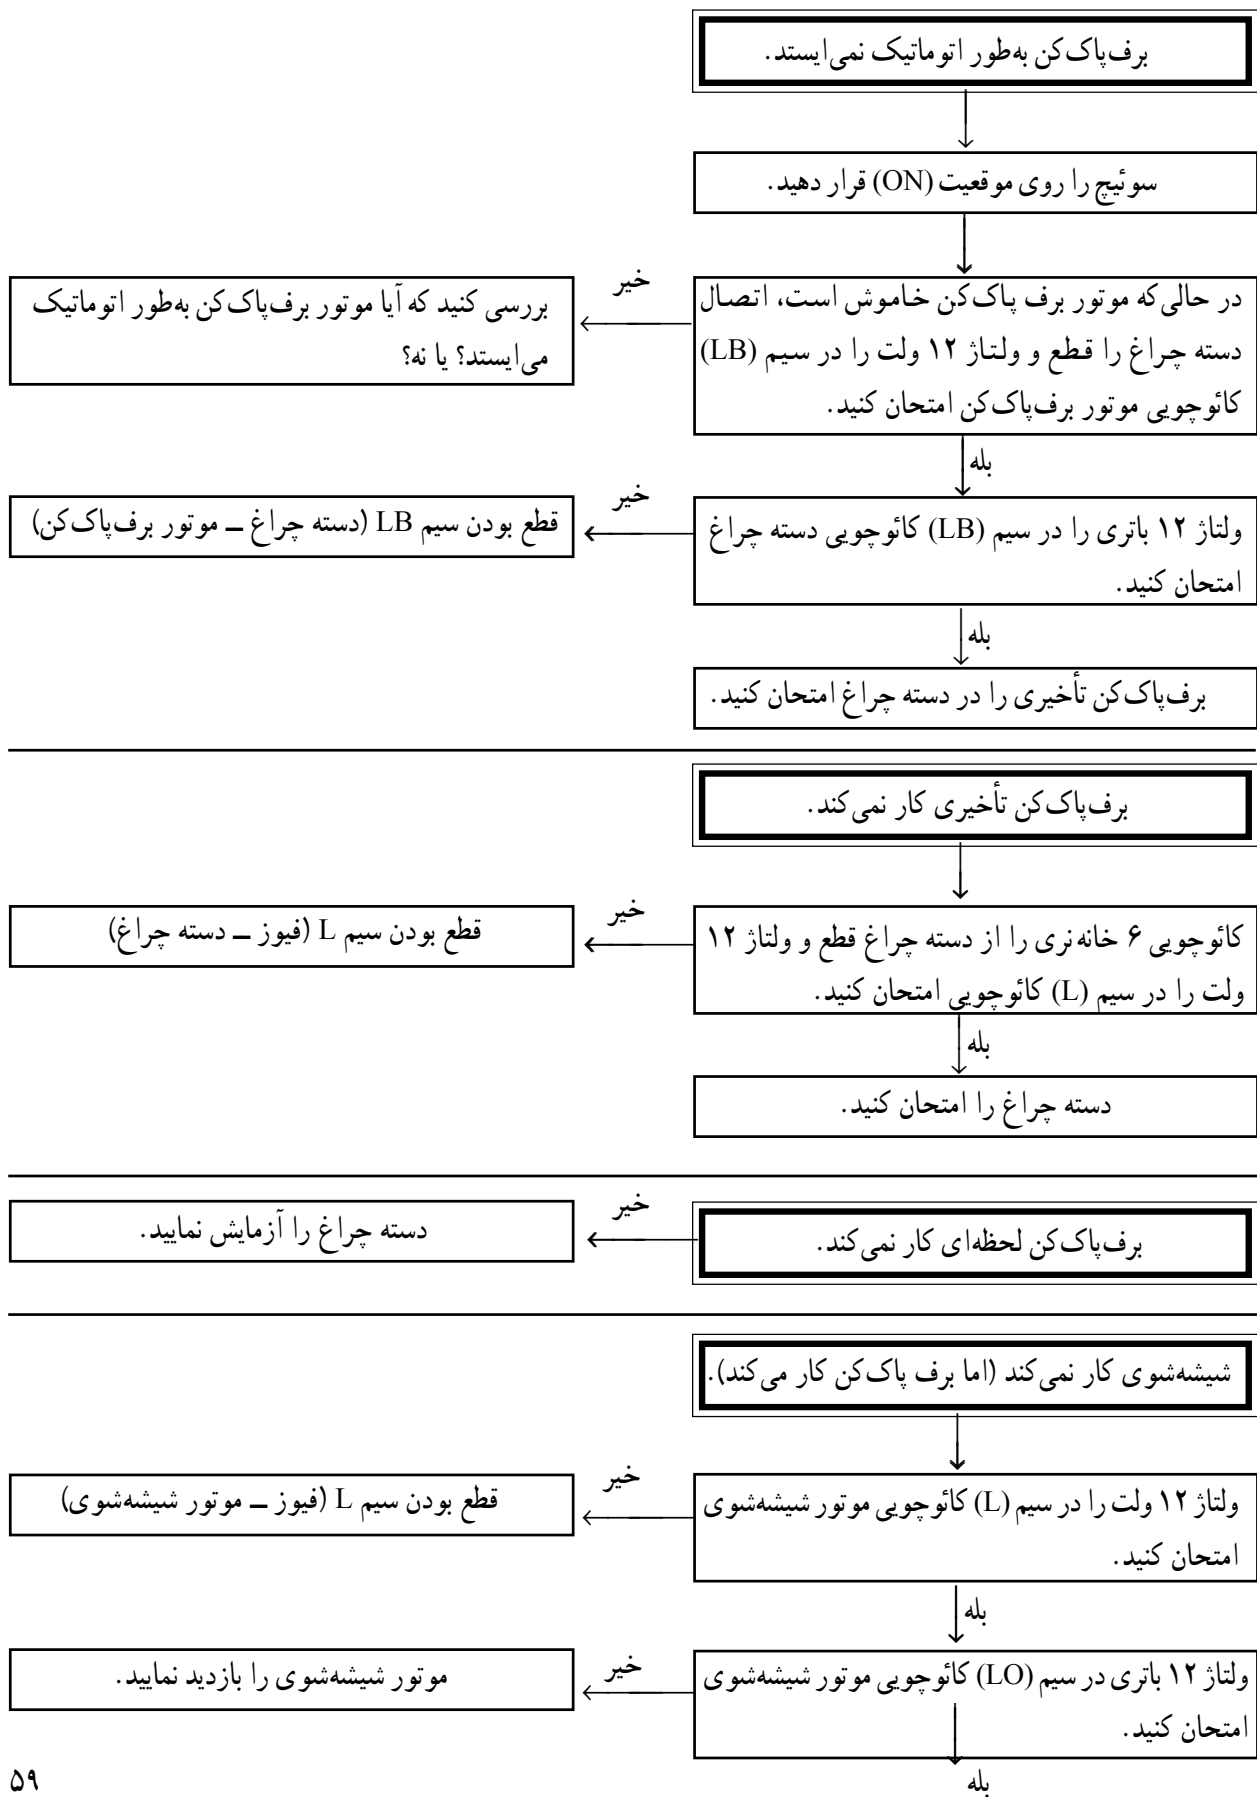 برف‌پاک‌کن به‌طور اتوماتیک نمی‌ایستد.
سوئیچ را روی موقعیت (ON) قرار دهید.
در حالی‌که موتور برف پاک‌کن خاموش است، اتصال
دسته چراغ را قطع و ولتاژ ۱۲ ولت را در سیم (LB)
کائوچویی موتور برف‌پاک‌کن امتحان کنید.
خیر
بررسی کنید که آیا موتور برف‌پاک‌کن به‌طور اتوماتیک
می‌ایستد؟ یا نه؟
بله
ولتاژ ۱۲ باتری را در سیم (LB) کائوچویی دسته چراغ
امتحان کنید.
خیر
قطع بودن سیم LB (دسته چراغ ــ موتور برف‌پاک‌کن)
بله
برف‌پاک‌کن تأخیری را در دسته چراغ امتحان کنید.
برف‌پاک‌کن تأخیری کار نمی‌کند.
کائوچویی ۶ خانه نری را از دسته چراغ قطع و ولتاژ ۱۲
ولت را در سیم (L) کائوچویی امتحان کنید.
خیر
قطع بودن سیم L (فیوز ــ دسته چراغ)
بله
دسته چراغ را امتحان کنید.
برف‌پاک‌کن لحظه‌ای کار نمی‌کند.
خیر
دسته چراغ را آزمایش نمایید.
شیشه‌شوی کار نمی‌کند (اما برف پاک‌کن کار می‌کند).
ولتاژ ۱۲ ولت را در سیم (L) کائوچویی موتور شیشه‌شوی
امتحان کنید.
خیر
قطع بودن سیم L (فیوز ــ موتور شیشه‌شوی)
بله
ولتاژ ۱۲ باتری در سیم (LO) کائوچویی موتور شیشه‌شوی
امتحان کنید.
خیر
موتور شیشه‌شوی را بازدید نمایید.
بله
۵۹